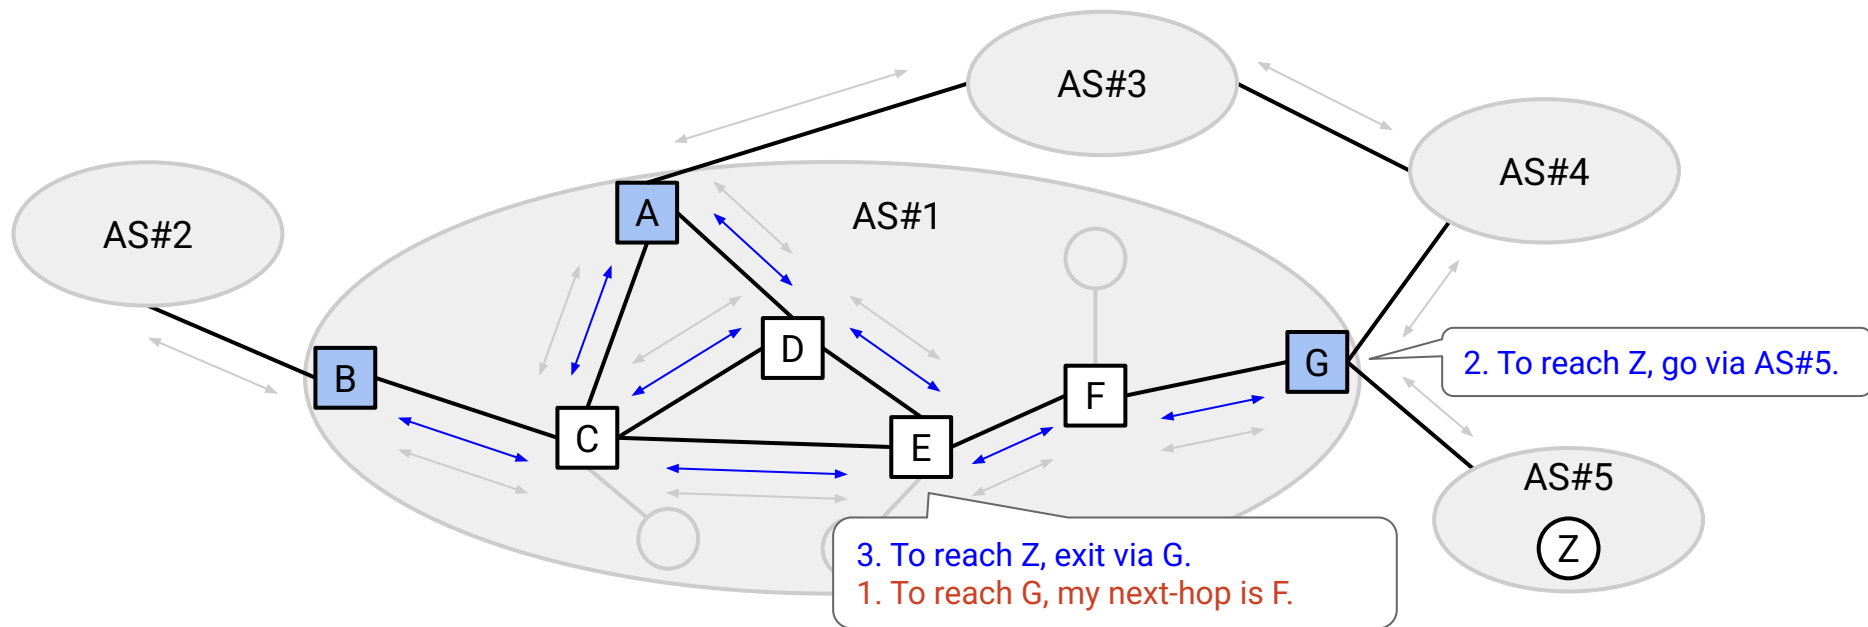 AS#3
AS#4
AS#2
A
AS#1
D
B
F
G
2. To reach Z, go via AS#5.
C
E
AS#5
Z
3. To reach Z, exit via G.
1. To reach G, my next-hop is F.